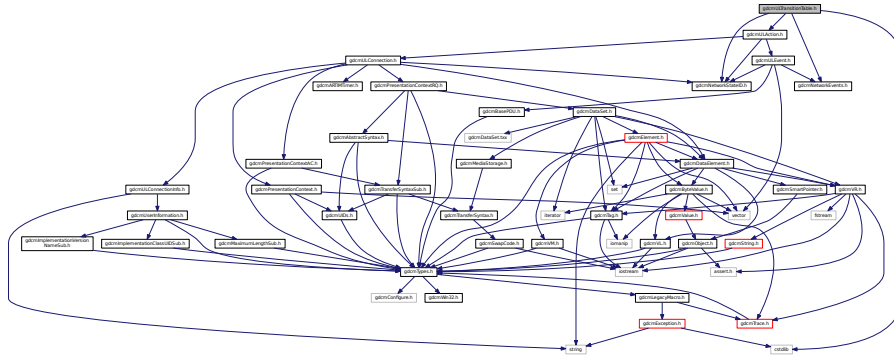 gdcmULTransitionTable.h
gdcmULAction.h
gdcmULConnection.h
gdcmULEvent.h
gdcmARTIMTimer.h
gdcmPresentationContextRQ.h
gdcmNetworkStateID.h
gdcmNetworkEvents.h
gdcmBasePDU.h
gdcmDataSet.h
gdcmAbstractSyntax.h
gdcmDataSet.txx
gdcmElement.h
gdcmPresentationContextAC.h
gdcmMediaStorage.h
gdcmDataElement.h
gdcmULConnectionInfo.h
gdcmPresentationContext.h
gdcmTransferSyntaxSub.h
set
gdcmByteValue.h
gdcmSmartPointer.h
gdcmVR.h
gdcmUserInformation.h
gdcmUIDs.h
gdcmTransferSyntax.h
iterator
gdcmTag.h
gdcmValue.h
vector
fstream
gdcmImplementationVersion
NameSub.h
gdcmImplementationClassUIDSub.h
gdcmMaximumLengthSub.h
gdcmSwapCode.h
gdcmVM.h
iomanip
gdcmVL.h
gdcmObject.h
gdcmString.h
gdcmTypes.h
iostream
assert.h
gdcmConfigure.h
gdcmWin32.h
gdcmLegacyMacro.h
gdcmException.h
gdcmTrace.h
string
cstdlib